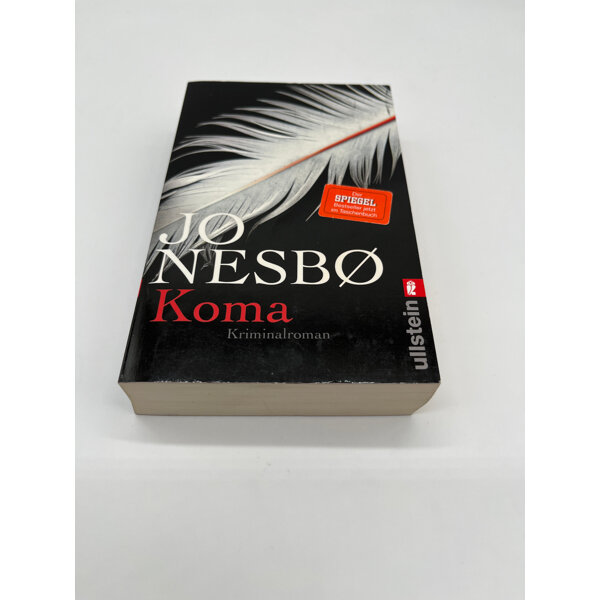 Der
SPIEGEL
Bestseller jetzt
im Taschenbuch
JO
NESBØ
Koma
Kriminalroman
ullstein